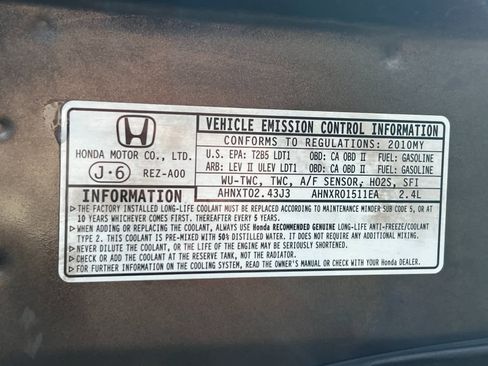 VEHICLE EMISSION CONTROL INFORMATION
CONFORMS TO REGULATIONS: 2010MY
HONDA MOTOR CO., LTD.
U.S. EPA: T2B5 LDT1 OBD: CA OBD II FUEL: GASOLINE
ARB: LEV II ULEV LDT1 OBD: CA OBD II FUEL: GASOLINE
J·6 REZ-A00
WU-TWC, TWC, A/F SENSOR, HO2S, SFI
INFORMATION
AHNXT02.43J3 AHNXR0151IEA 2.4L
►THE FACTORY INSTALLED LONG-LIFE COOLANT MUST BE REPLACED ACCORDING TO MAINTENANCE MINDER SUB CODE 5, OR AT
10 YEARS WHICHEVER COMES FIRST. THEREAFTER EVERY 5 YEARS.
►WHEN ADDING OR REPLACING THE COOLANT, ALWAYS USE Honda RECOMMENDED GENUINE LONG-LIFE ANTI-FREEZE/COOLANT
TYPE 2. THIS COOLANT IS PRE-MIXED WITH 50% DISTILLED WATER. IT DOES NOT REQUIRE ANY ADDITIONAL MIXING.
►NEVER DILUTE THE COOLANT, OR THE LIFE OF THE ENGINE MAY BE SERIOUSLY REDUCED.
►CHECK AND ADD COOLANT AT THE RESERVE TANK, NOT THE RADIATOR.
►FOR FURTHER INFORMATION ON THE COOLING SYSTEM, READ THE OWNER'S MANUAL OR CHECK WITH YOUR Honda DEALER.